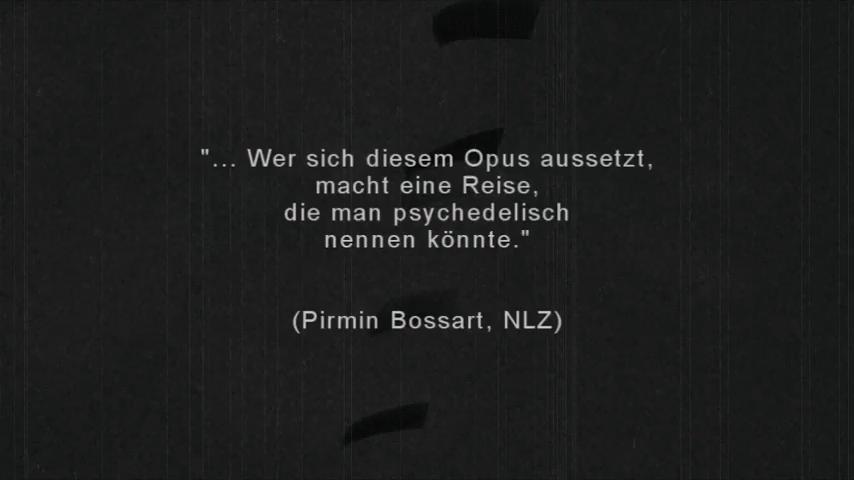 "... Wer sich diesem Opus aussetzt,
macht eine Reise,
die man psychedelisch
nennen könnte."
(Pirmin Bossart, NLZ)